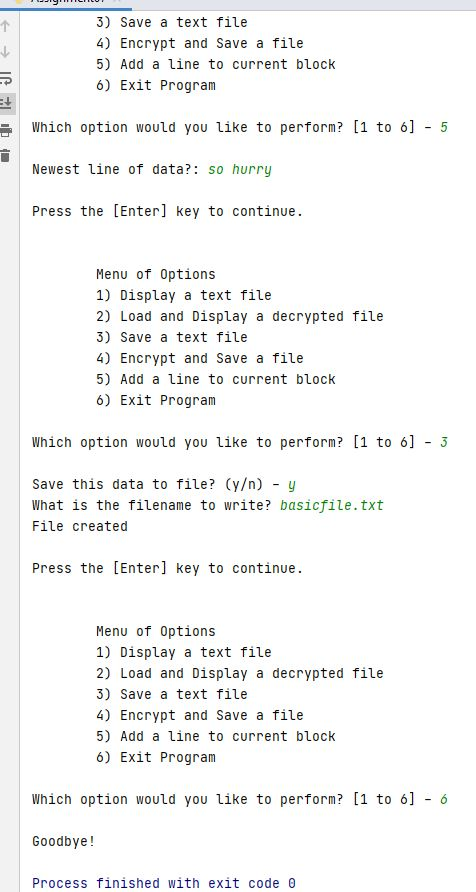 3) Save a text file
4) Encrypt and Save a file
5) Add a line to current block
6) Exit Program
Which option would you like to perform? [1 to 6] - 5
Newest line of data?: so hurry
Press the [Enter] key to continue.
Menu of Options
1) Display a text file
2) Load and Display a decrypted file
3) Save a text file
4) Encrypt and Save a file
5) Add a line to current block
6) Exit Program
Which option would you like to perform? [1 to 6] - 3
Save this data to file? (y/n) - y
What is the filename to write? basicfile.txt
File created
Press the [Enter] key to continue.
Menu of Options
1) Display a text file
2) Load and Display a decrypted file
3) Save a text file
4) Encrypt and Save a file
5) Add a line to current block
6) Exit Program
Which option would you like to perform? [1 to 6] - 6
Goodbye!
Process finished with exit code 0